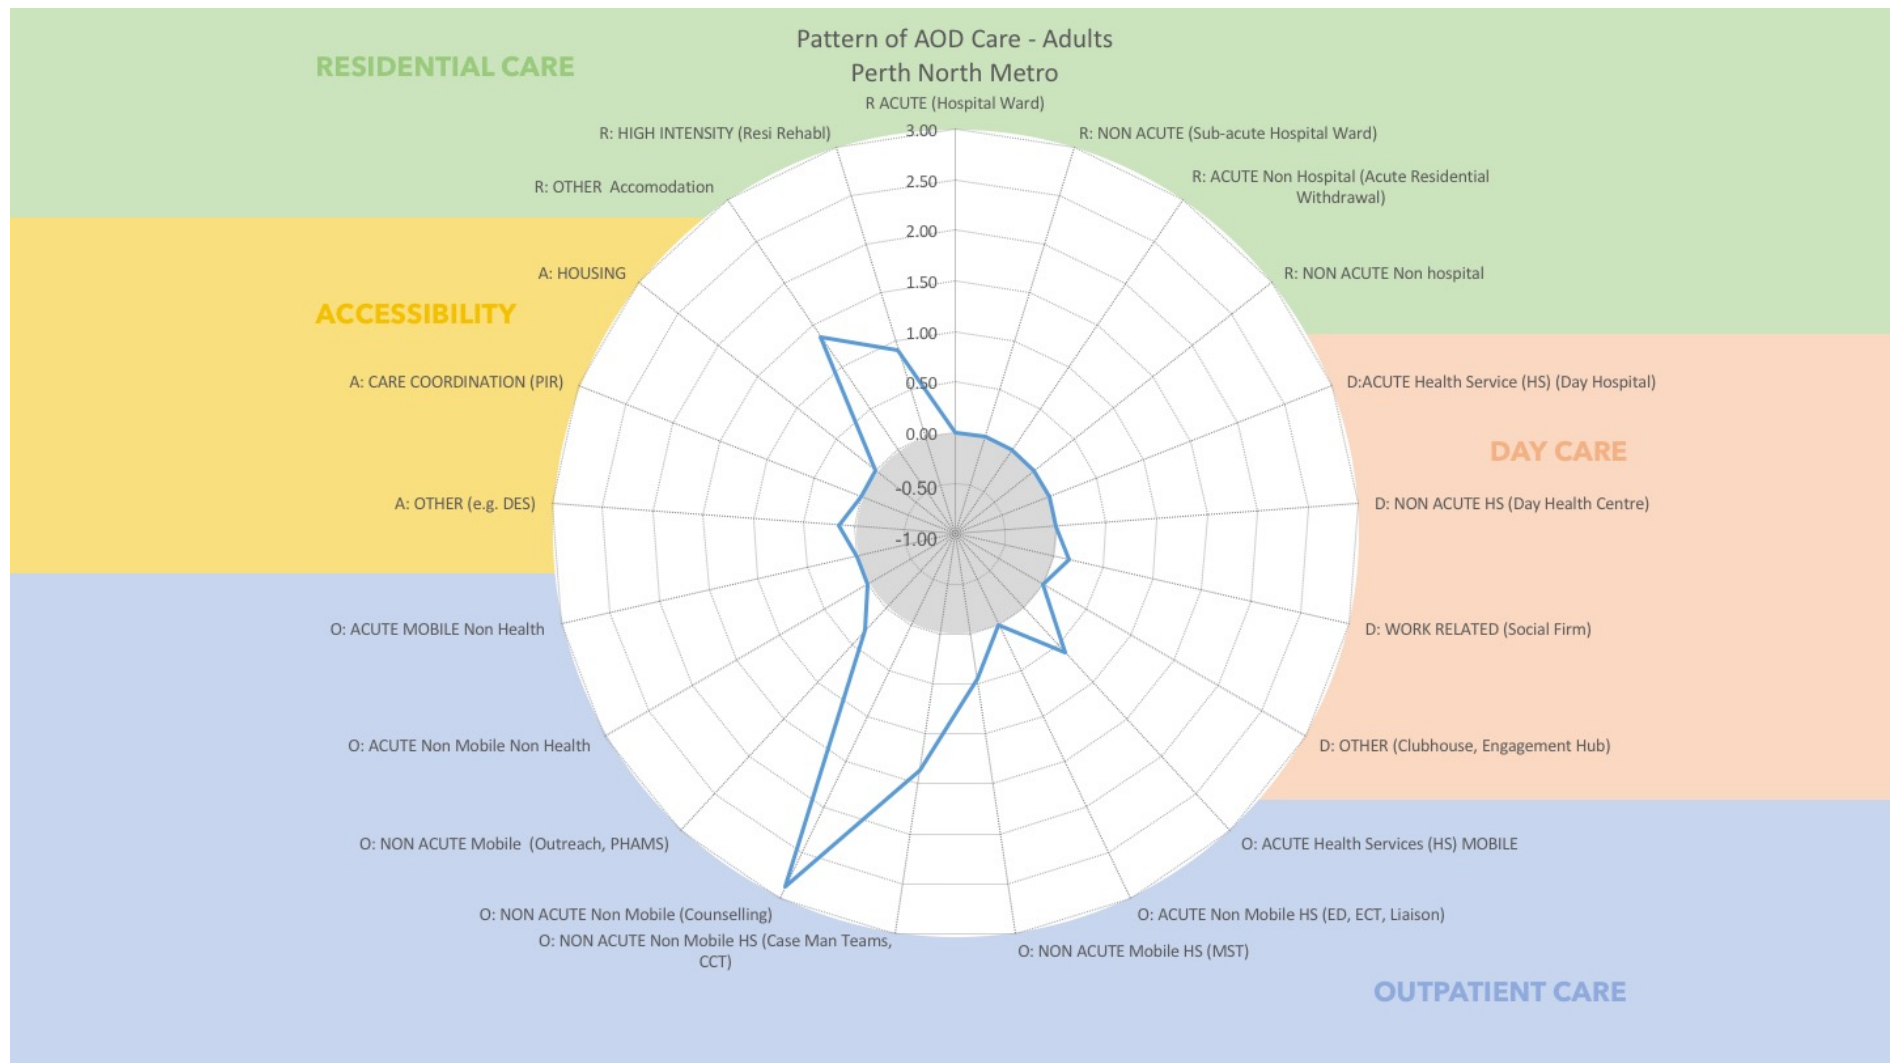 Pattern of AOD Care - Adults
Perth North Metro
RESIDENTIAL CARE
R ACUTE (Hospital Ward)
R: HIGH INTENSITY (Resi Rehabl)
3.00
R: NON ACUTE (Sub-acute Hospital Ward)
R: OTHER Accomodation
2.50
R: ACUTE Non Hospital (Acute Residential
Withdrawal)
2.00
A: HOUSING
1.50
R: NON ACUTE Non hospital
ACCESSIBILITY
1.00
A: CARE COORDINATION (PIR)
0.50
D:ACUTE Health Service (HS) (Day Hospital)
0.00
DAY CARE
-0.50
A: OTHER (e.g. DES)
D: NON ACUTE HS (Day Health Centre)
-1.00
O: ACUTE MOBILE Non Health
D: WORK RELATED (Social Firm)
O: ACUTE Non Mobile Non Health
D: OTHER (Clubhouse, Engagement Hub)
O: NON ACUTE Mobile (Outreach, PHAMS)
O: ACUTE Health Services (HS) MOBILE
O: NON ACUTE Non Mobile (Counselling)
O: ACUTE Non Mobile HS (ED, ECT, Liaison)
O: NON ACUTE Non Mobile HS (Case Man Teams,
CCT)
O: NON ACUTE Mobile HS (MST)
OUTPATIENT CARE